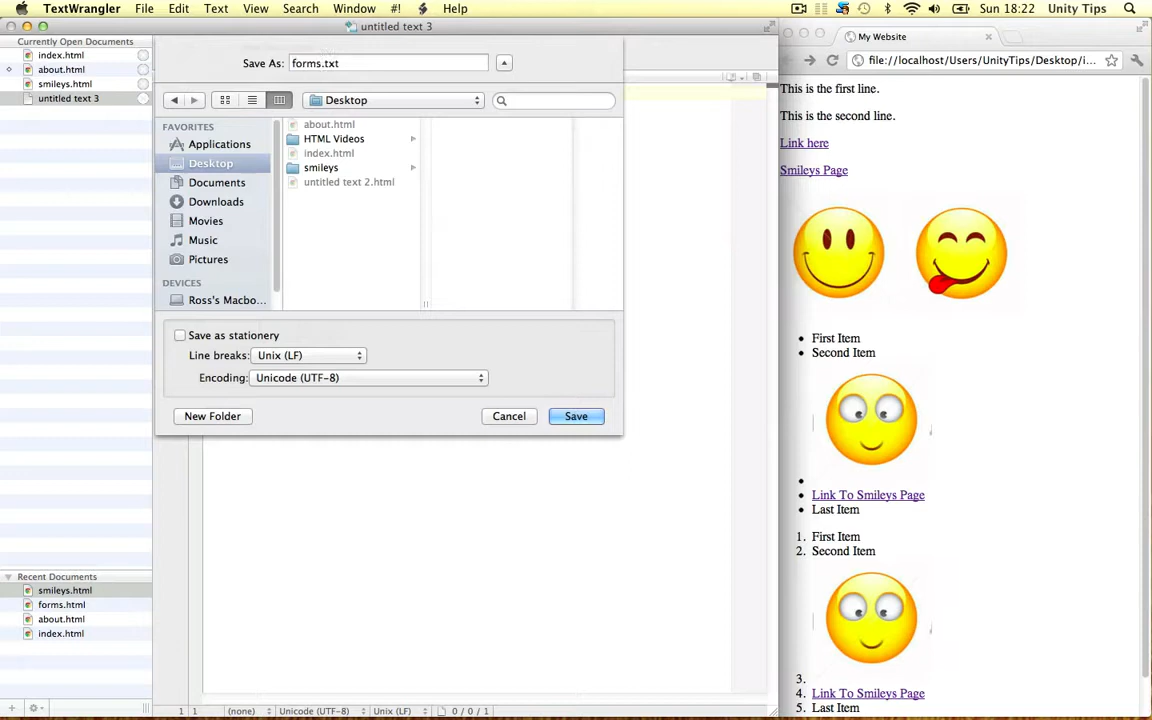 TextWrangler File Edit Text View Search Window #! Help Sun 18:22 Unity Tips
untitled text 3
Currently Open Documents
index.html
about.html
smileys.html
untitled text 3
Save As: forms.txt
Desktop
FAVORITES
Applications
Desktop
Documents
Downloads
Movies
Music
Pictures
DEVICES
Ross's Macbo...
about.html
HTML Videos
index.html
smileys
untitled text 2.html
Save as stationery
Line breaks: Unix (LF)
Encoding: Unicode (UTF-8)
New Folder Cancel Save
Recent Documents
smileys.html
forms.html
about.html
index.html
1 1 (none) Unicode (UTF-8) Unix (LF) 0 / 0 / 1
My Website
file://localhost/Users/UnityTips/Desktop/i...
This is the first line.
This is the second line.
Link here
Smileys Page
• First Item
• Second Item
•
• Link To Smileys Page
• Last Item
1. First Item
2. Second Item
3.
4. Link To Smileys Page
5. Last Item